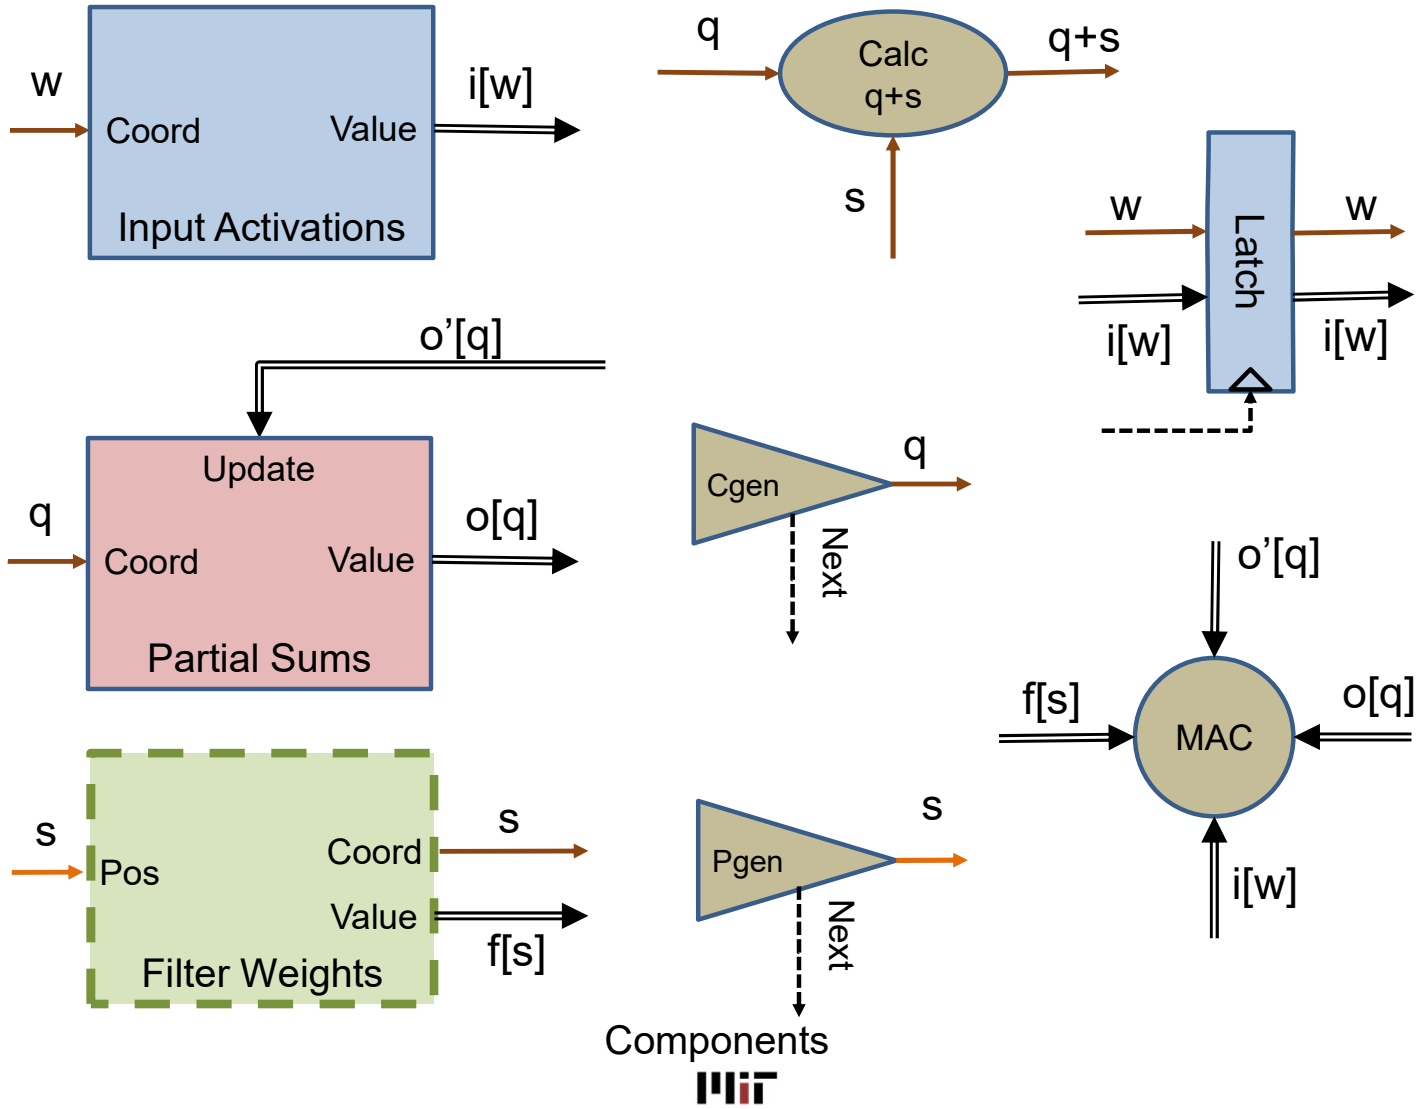 w
Coord
Value
i[w]
Input Activations
q
Calc
q+s
q+s
s
w
w
Latch
i[w]
i[w]
o’[q]
Update
q
Coord
Value
o[q]
Partial Sums
Cgen
q
Next
o’[q]
f[s]
MAC
o[q]
i[w]
s
Pos
Coord
s
Value
f[s]
Filter Weights
Pgen
s
Next
Components
MIT